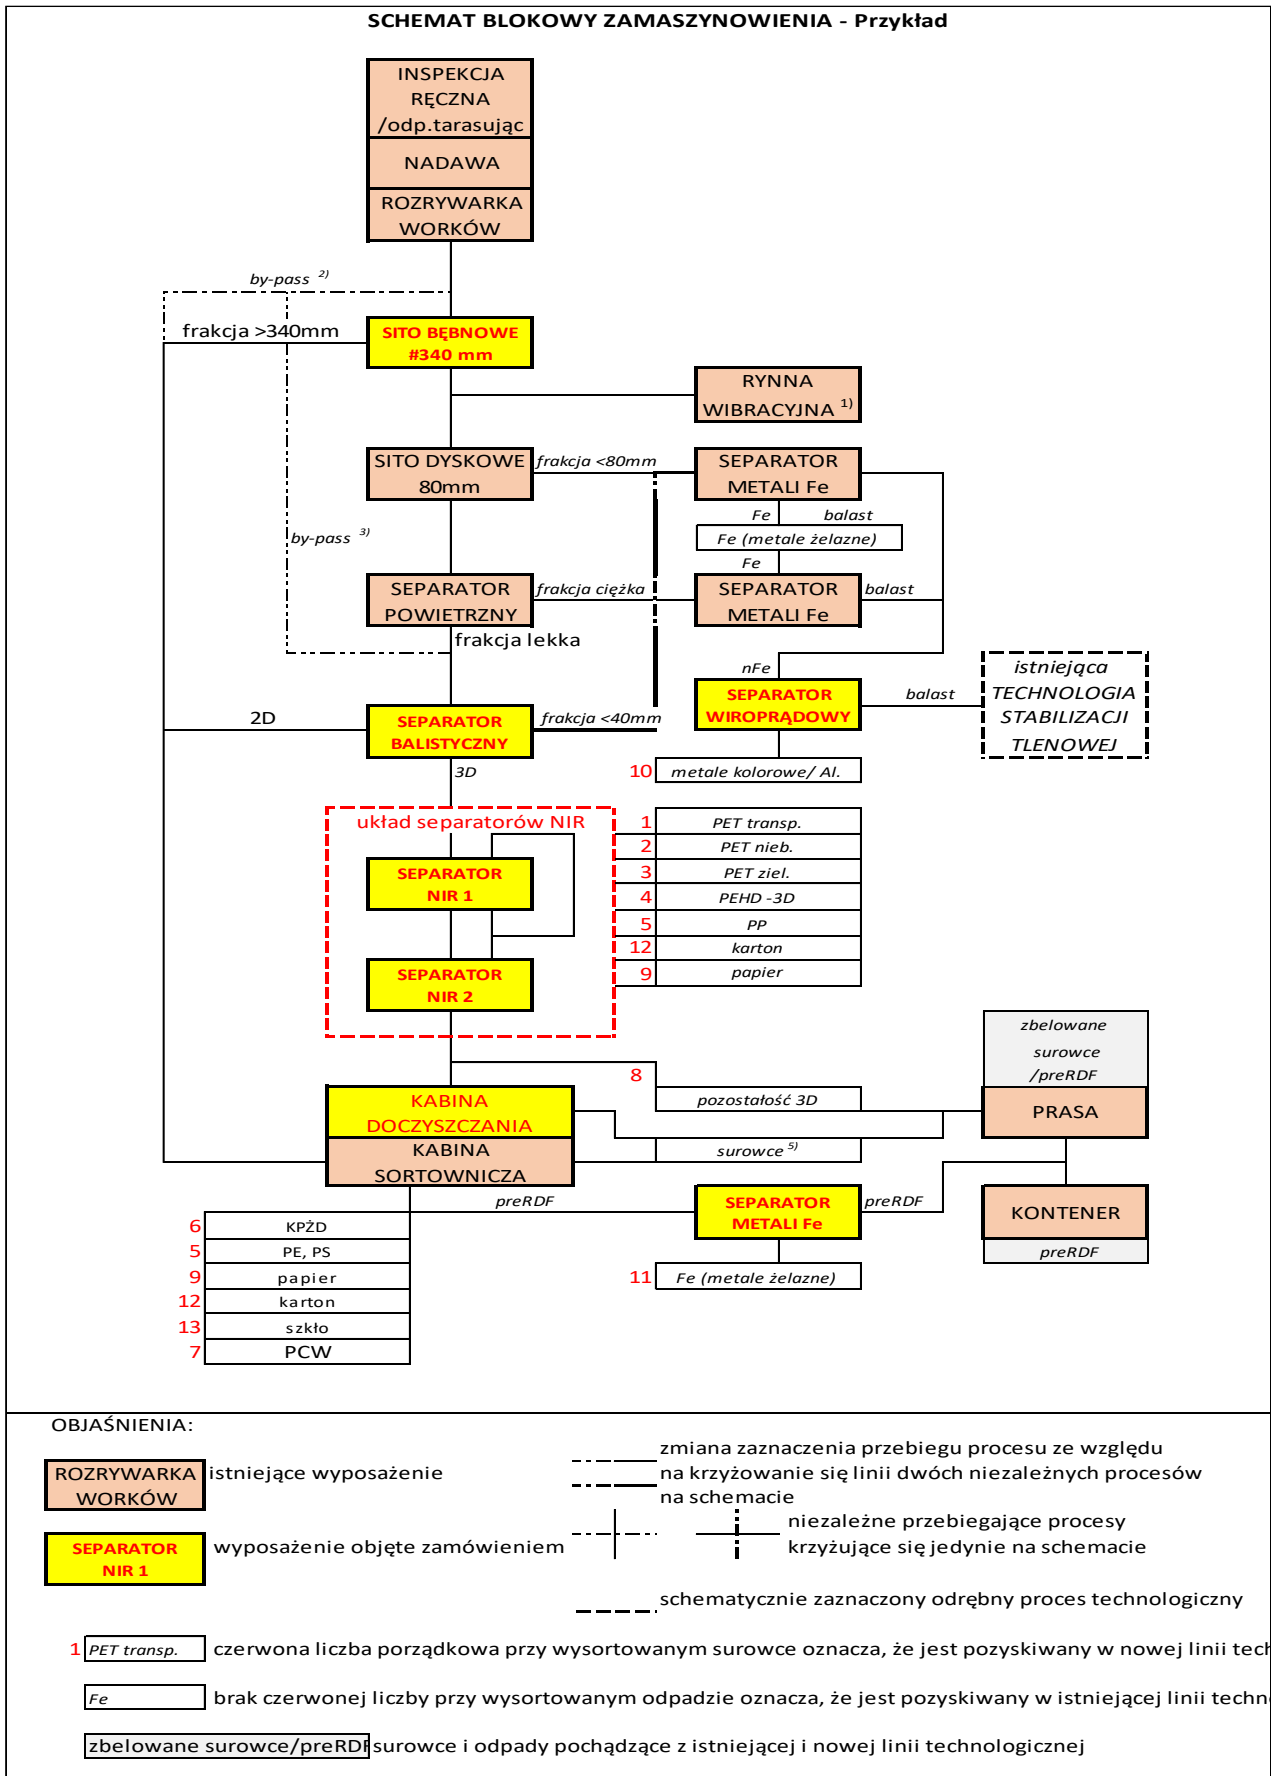 SCHEMAT BLOKOWY ZAMASZYNOWIENIA - Przykład
INSPEKCJA
RĘCZNA
/odp.tarasując
NADAWA
ROZRYWARKA
WORKÓW
by-pass 2)
frakcja >340mm
SITO BĘBNOWE
#340 mm
RYNNA
WIBRACYJNA 1)
SITO DYSKOWE
80mm
frakcja <80mm
SEPARATOR
METALI Fe
Fe
balast
by-pass 3)
Fe (metale żelazne)
Fe
SEPARATOR
POWIETRZNY
frakcja ciężka
SEPARATOR
METALI Fe
balast
frakcja lekka
nFe
istniejąca
TECHNOLOGIA
STABILIZACJI
TLENOWEJ
SEPARATOR
WIROPRĄDOWY
balast
2D
SEPARATOR
BALISTYCZNY
frakcja <40mm
3D
10 metale kolorowe/ Al.
układ separatorów NIR
1 PET transp.
2 PET nieb.
3 PET ziel.
4 PEHD -3D
5 PP
12 karton
9 papier
SEPARATOR
NIR 1
SEPARATOR
NIR 2
zbelowane
surowce
/preRDF
8
pozostałość 3D
PRASA
KABINA
DOCZYSZCZANIA
KABINA
SORTOWNICZA
surowce 5)
preRDF
SEPARATOR
METALI Fe
preRDF
KONTENER
preRDF
6 KPŻD
5 PE, PS
9 papier
12 karton
13 szkło
7 PCW
11 Fe (metale żelazne)
OBJAŚNIENIA:
ROZRYWARKA
WORKÓW
istniejące wyposażenie
zmiana zaznaczenia przebiegu procesu ze względu
na krzyżowanie się linii dwóch niezależnych procesów
na schemacie
SEPARATOR
NIR 1
wyposażenie objęte zamówieniem
niezależne przebiegające procesy
krzyżujące się jedynie na schemacie
schematycznie zaznaczony odrębny proces technologiczny
1 PET transp. czerwona liczba porządkowa przy wysortowanym surowce oznacza, że jest pozyskiwany w nowej linii tech
Fe brak czerwonej liczby przy wysortowanym odpadzie oznacza, że jest pozyskiwany w istniejącej linii techn
zbelowane surowce/preRDF surowce i odpady pochądzące z istniejącej i nowej linii technologicznej